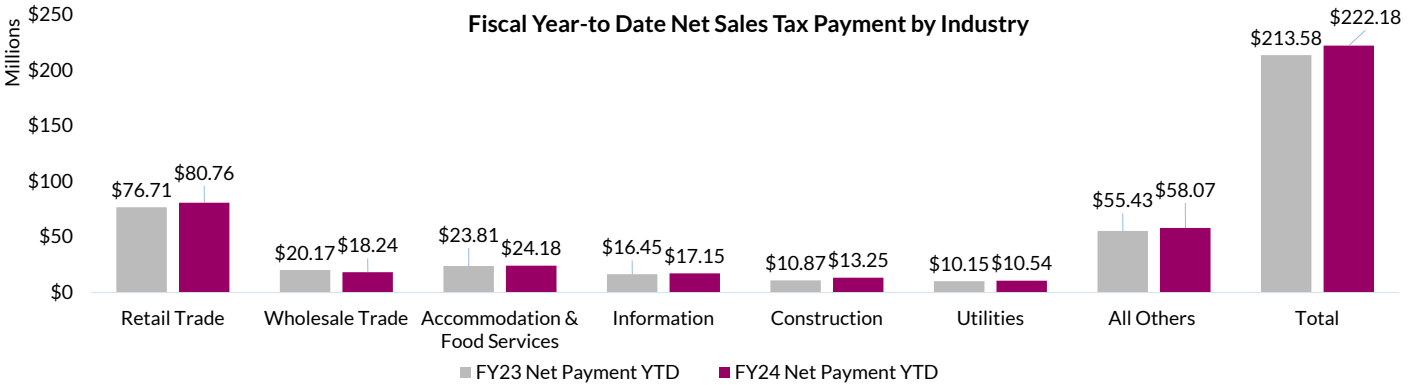 Fiscal Year-to Date Net Sales Tax Payment by Industry
Millions
$250
$200
$150
$100
$50
$0
$76.71 $80.76
$20.17 $18.24
$23.81 $24.18
$16.45 $17.15
$10.87 $13.25
$10.15 $10.54
$55.43 $58.07
$213.58 $222.18
Retail Trade
Wholesale Trade
Accommodation &
Food Services
Information
Construction
Utilities
All Others
Total
FY23 Net Payment YTD
FY24 Net Payment YTD